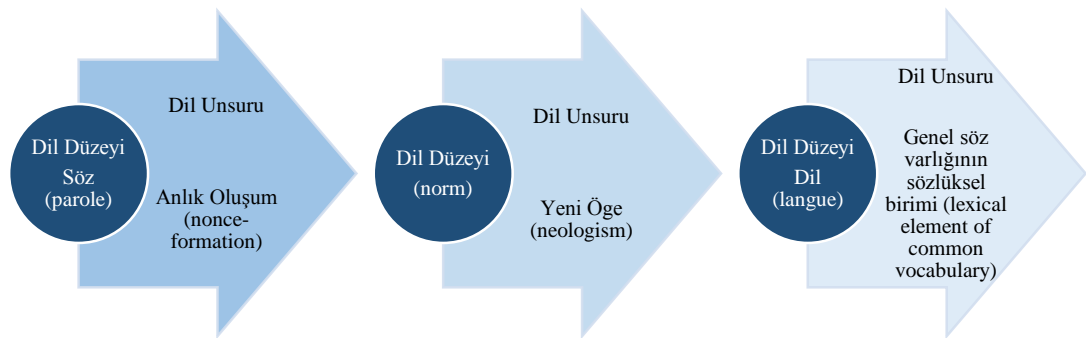 Dil Düzeyi
Söz
(parole)
Dil Unsuru
Anlık Oluşum
(nonce-
formation)
Dil Düzeyi
(norm)
Dil Unsuru
Yeni Öge
(neologism)
Dil Düzeyi
Dil
(langue)
Dil Unsuru
Genel söz
varlığının
sözlüksel
birimi (lexical
element of
common
vocabulary)